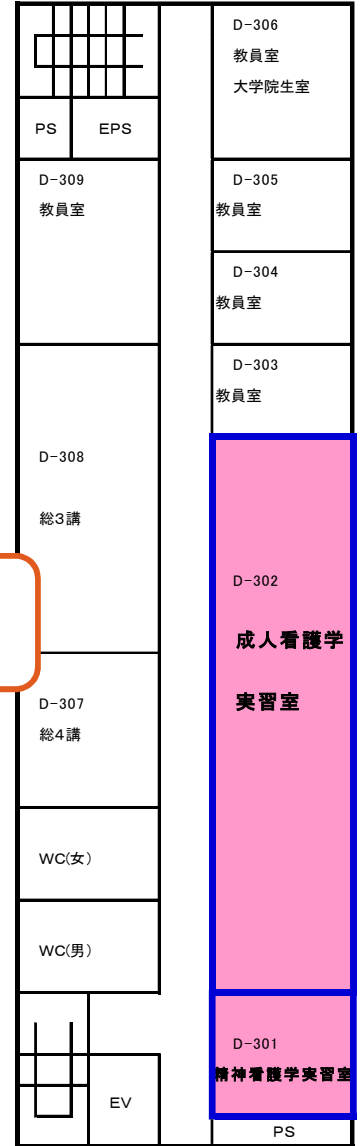 D-306
教員室
大学院生室
PS
EPS
D-309
教員室
D-305
教員室
D-304
教員室
D-303
教員室
D-308
総3講
D-302
成人看護学
実習室
D-307
総4講
WC(女)
WC(男)
D-301
精神看護学実習室
EV
PS